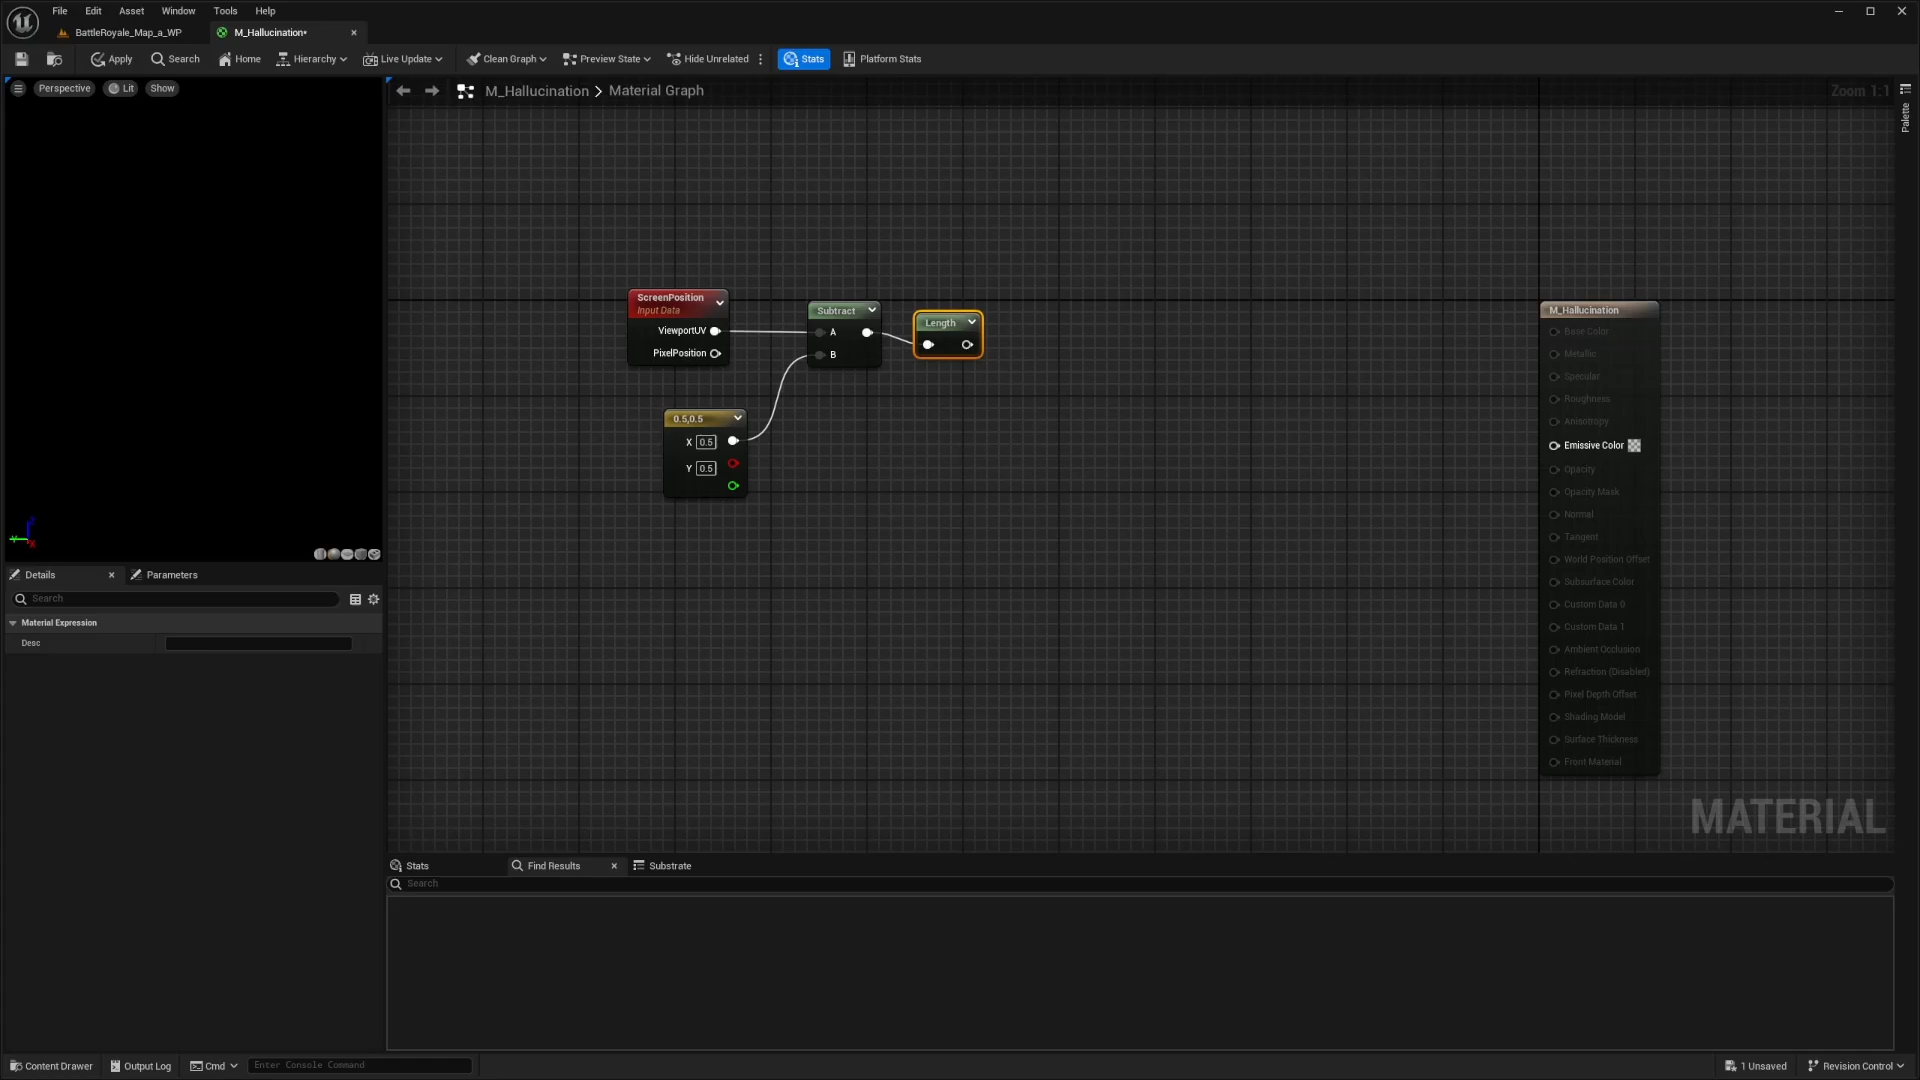 File Edit Asset Window Tools Help
BattleRoyale_Map_a_WP
M_Hallucination•
Apply Search Home Hierarchy Live Update Clean Graph Preview State Hide Unrelated Stats Platform Stats
Perspective Lit Show
M_Hallucination > Material Graph
Zoom 1:1
Palette
ScreenPosition
Input Data
ViewportUV
PixelPosition
Subtract
A
B
Length
0.5,0.5
X 0.5
Y 0.5
M_Hallucination
Base Color
Metallic
Specular
Roughness
Anisotropy
Emissive Color
Opacity
Opacity Mask
Normal
Tangent
World Position Offset
Subsurface Color
Custom Data 0
Custom Data 1
Ambient Occlusion
Refraction (Disabled)
Pixel Depth Offset
Shading Model
Surface Thickness
Front Material
MATERIAL
Details Parameters
Search
Material Expression
Desc
Stats Find Results Substrate
Search
Content Drawer Output Log Cmd Enter Console Command 1 Unsaved Revision Control